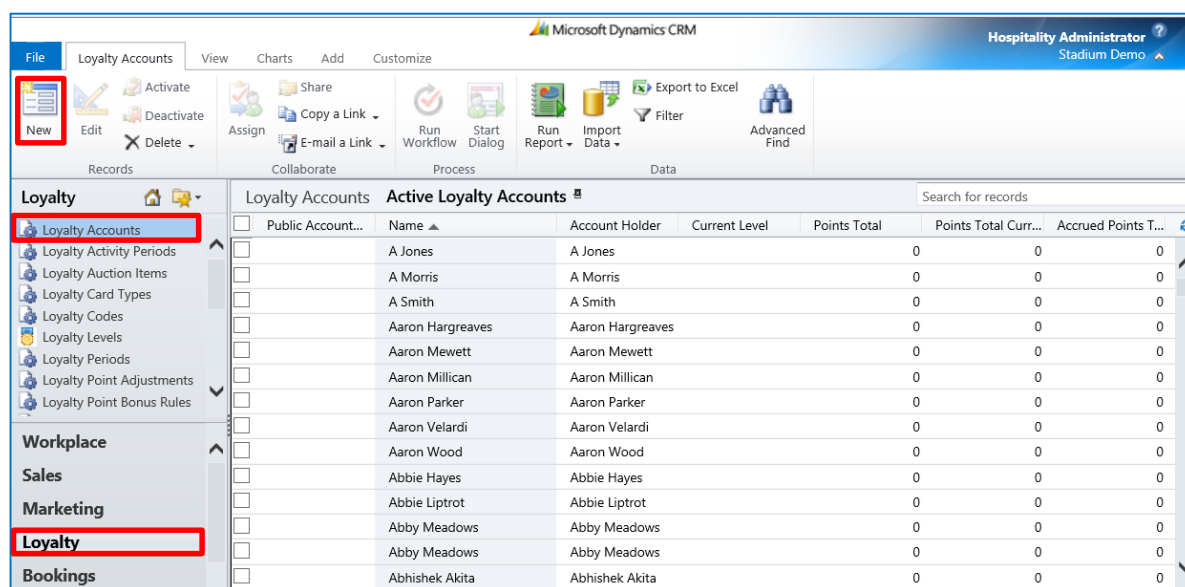 Microsoft Dynamics CRM
Hospitality Administrator ?
Stadium Demo
File Loyalty Accounts View Charts Add Customize
New
Edit
Activate
Deactivate
Delete
Records
Assign
Share
Copy a Link
E-mail a Link
Collaborate
Run Workflow
Start Dialog
Process
Run Report
Import Data
Export to Excel
Filter
Advanced Find
Data
Loyalty
Loyalty Accounts
Loyalty Activity Periods
Loyalty Auction Items
Loyalty Card Types
Loyalty Codes
Loyalty Levels
Loyalty Periods
Loyalty Point Adjustments
Loyalty Point Bonus Rules
Workplace
Sales
Marketing
Loyalty
Bookings
Loyalty Accounts Active Loyalty Accounts
Search for records
Public Account... Name Account Holder Current Level Points Total Points Total Curr... Accrued Points T...
A Jones A Jones 0 0 0
A Morris A Morris 0 0 0
A Smith A Smith 0 0 0
Aaron Hargreaves Aaron Hargreaves 0 0 0
Aaron Mewett Aaron Mewett 0 0 0
Aaron Millican Aaron Millican 0 0 0
Aaron Parker Aaron Parker 0 0 0
Aaron Velardi Aaron Velardi 0 0 0
Aaron Wood Aaron Wood 0 0 0
Abbie Hayes Abbie Hayes 0 0 0
Abbie Liptrot Abbie Liptrot 0 0 0
Abby Meadows Abby Meadows 0 0 0
Abby Meadows Abby Meadows 0 0 0
Abhishek Akita Abhishek Akita 0 0 0